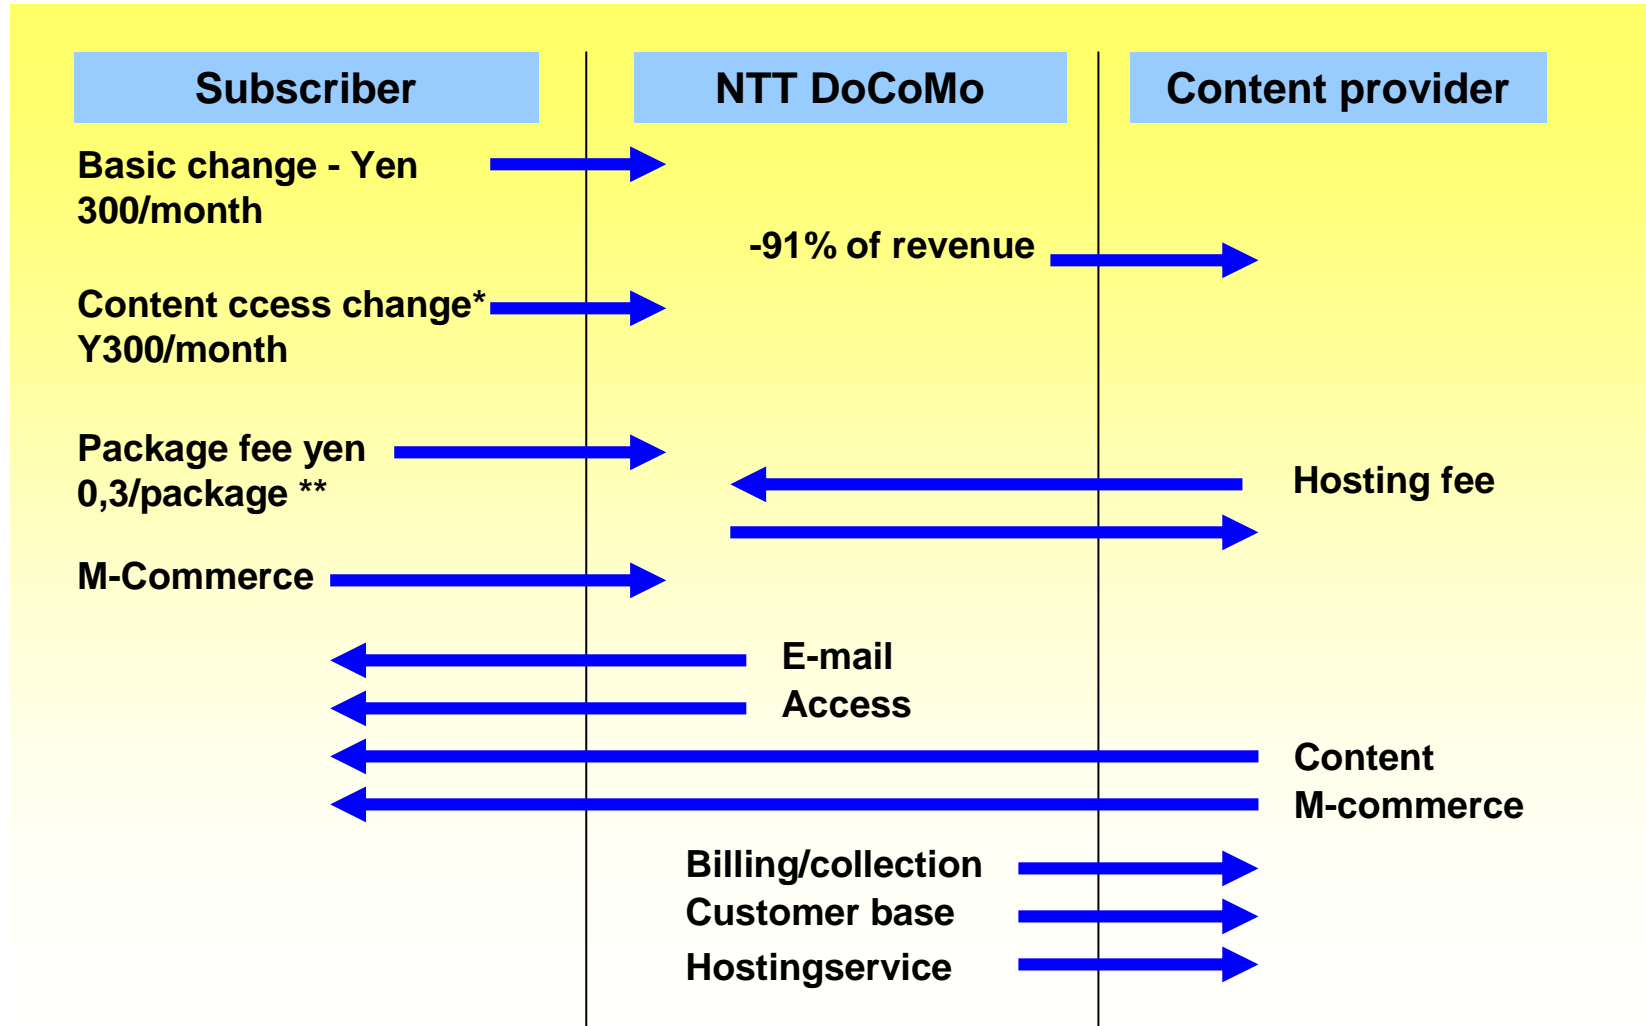 Subscriber
NTT DoCoMo
Content provider
Basic change - Yen
300/month
-91% of revenue
Content ccess change*
Y300/month
Package fee yen
0,3/package **
Hosting fee
M-Commerce
E-mail
Access
Content
M-commerce
Billing/collection
Customer base
Hostingservice